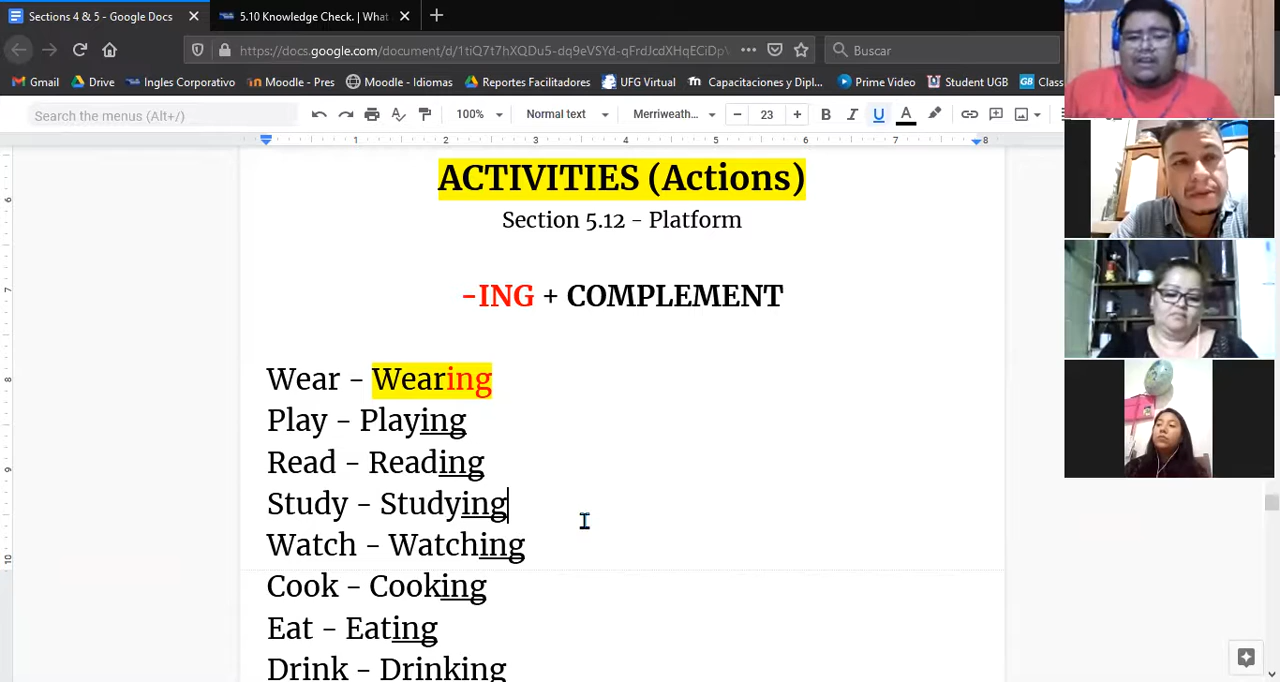 Sections 4 & 5 - Google Docs
5.10 Knowledge Check. | What
https://docs.google.com/document/d/1tiQ7t7hXQDu5-dq9eVSYd-qFrdJcdXHqECiDpV
Buscar
Gmail
Drive
Ingles Corporativo
Moodle - Pres
Moodle - Idiomas
Reportes Facilitadores
UFG Virtual
Capacitaciones y Dipl...
Prime Video
Student UGB
Class
Search the menus (Alt+/)
100%
Normal text
Merriweath...
23
ACTIVITIES (Actions)
Section 5.12 - Platform
-ING + COMPLEMENT
Wear - Wearing
Play - Playing
Read - Reading
Study - Studying
Watch - Watching
Cook - Cooking
Eat - Eating
Drink - Drinking